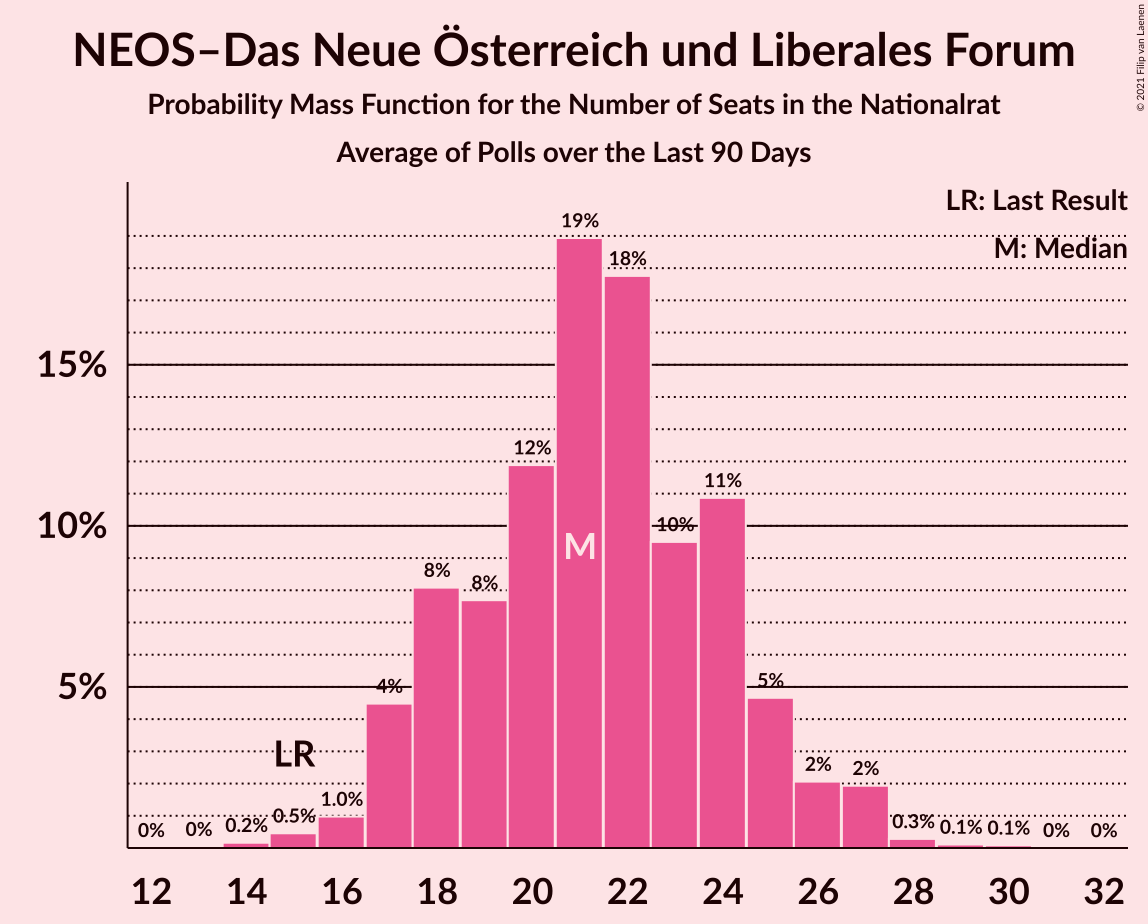 NEOS–Das Neue Österreich und Liberales Forum
Probability Mass Function for the Number of Seats in the Nationalrat
Average of Polls over the Last 90 Days
© 2021 Filip van Laenen
LR: Last Result
M: Median
19%
18%
15%
12%
11%
10%
10%
M
8%
8%
5%
4%
5%
LR
2%
2%
1.0%
0%
0%
0.2%
0.5%
0.3%
0.1%
0.1%
0%
0%
12 14 16 18 20 22 24 26 28 30 32